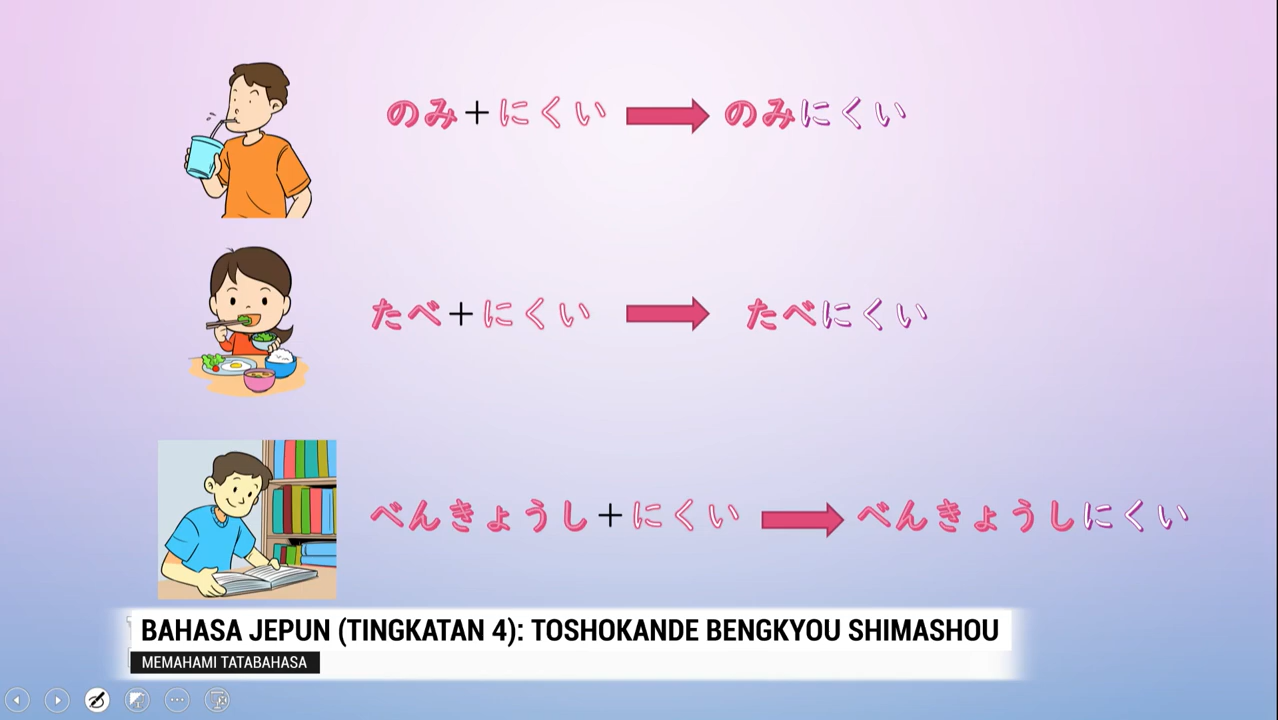 のみ+にくい のみにくい
たべ+にくい たべにくい
べんきょうし+にくい べんきょうしにくい
BAHASA JEPUN (TINGKATAN 4): TOSHOKANDE BENGKYOU SHIMASHOU
MEMAHAMI TATABAHASA